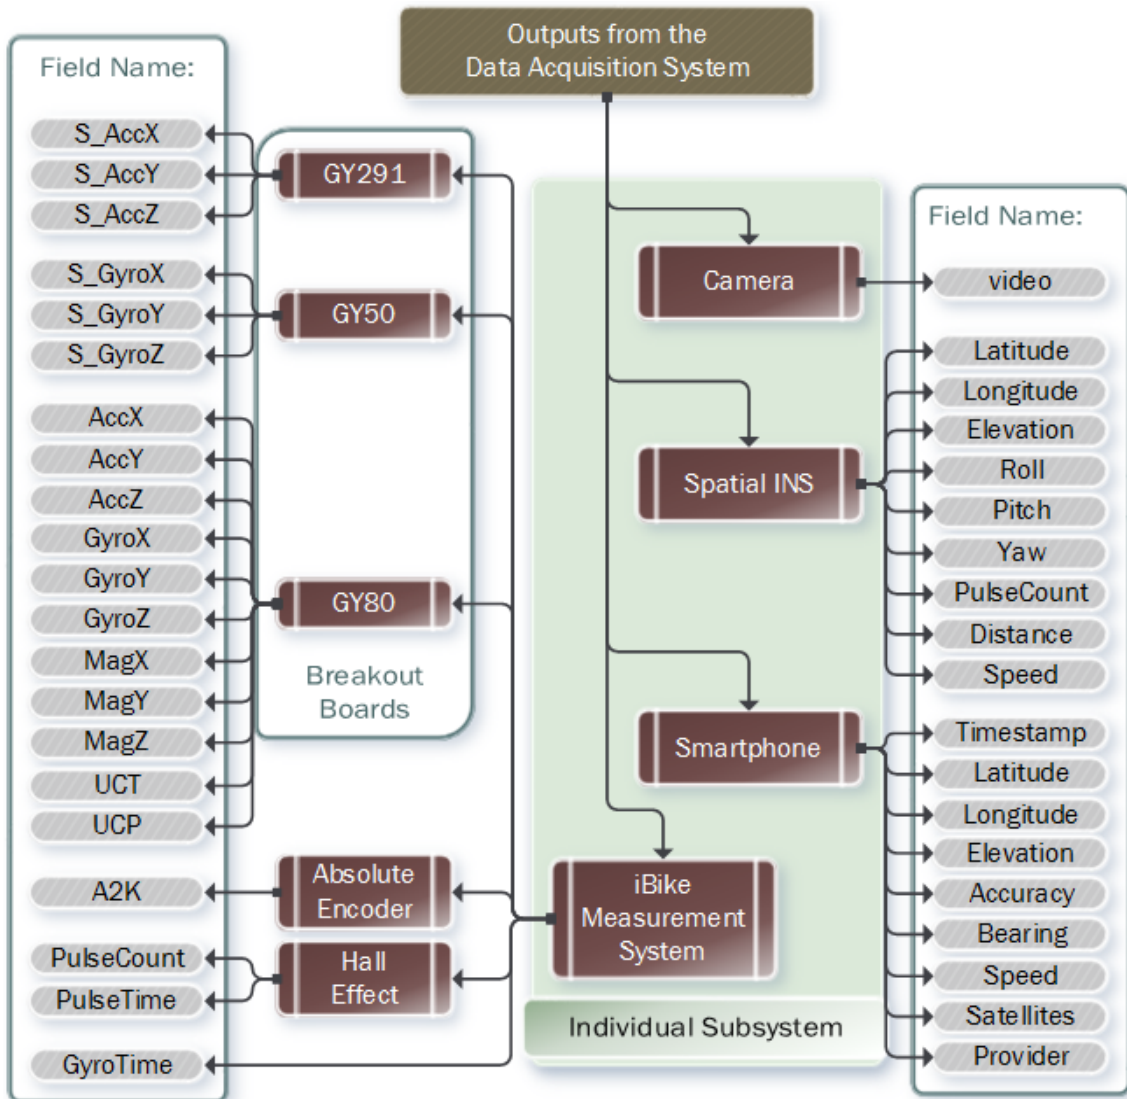 Outputs from the
Data Acquisition System
Field Name:
S_AccX
S_AccY
S_AccZ
S_GyroX
S_GyroY
S_GyroZ
AccX
AccY
AccZ
GyroX
GyroY
GyroZ
MagX
MagY
MagZ
UCT
UCP
A2K
PulseCount
PulseTime
GyroTime
GY291
GY50
GY80
Breakout
Boards
Absolute
Encoder
Hall
Effect
Camera
Spatial INS
Smartphone
iBike
Measurement
System
Individual Subsystem
Field Name:
video
Latitude
Longitude
Elevation
Roll
Pitch
Yaw
PulseCount
Distance
Speed
Timestamp
Latitude
Longitude
Elevation
Accuracy
Bearing
Speed
Satellites
Provider